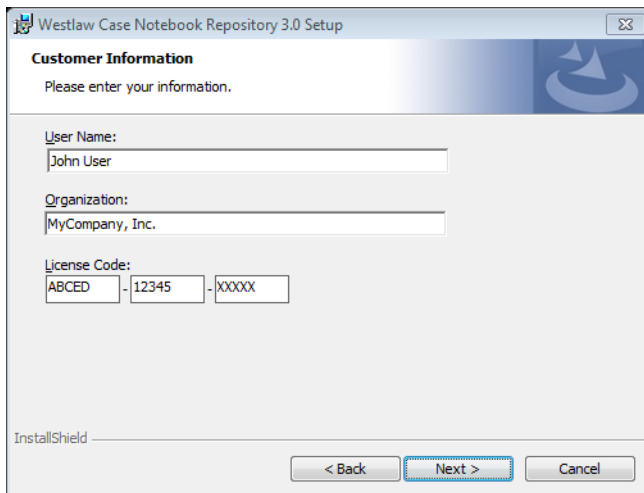 Westlaw Case Notebook Repository 3.0 Setup
Customer Information
Please enter your information.
User Name:
John User
Organization:
MyCompany, Inc.
License Code:
ABCED - 12345 - XXXXX
InstallShield
< Back Next > Cancel